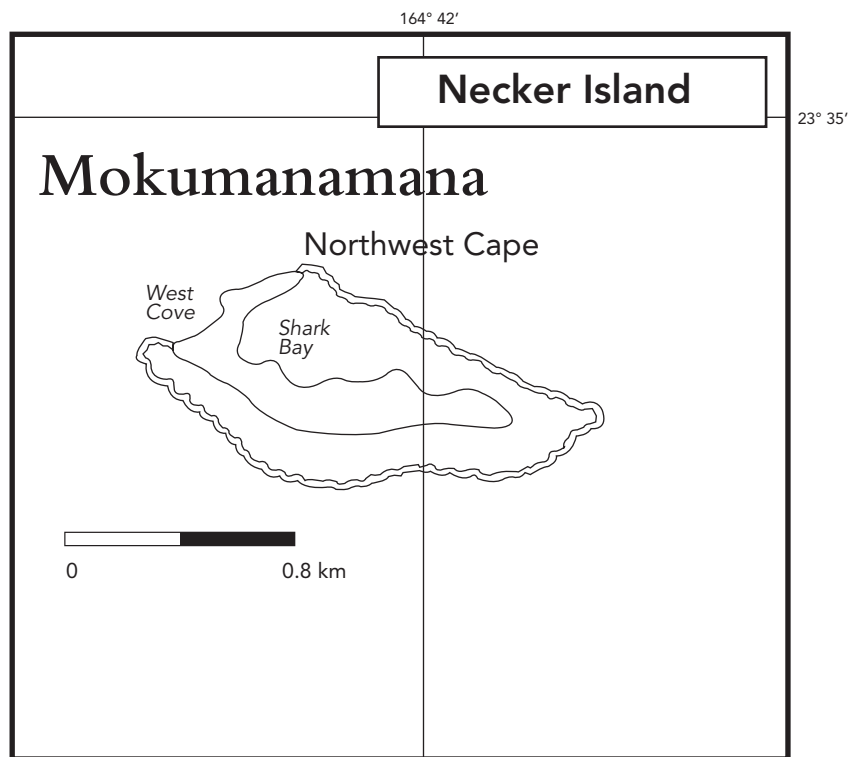 164° 42′
Necker Island
23° 35′
Mokumanamana
Northwest Cape
West
Cove
Shark
Bay
0
0.8 km